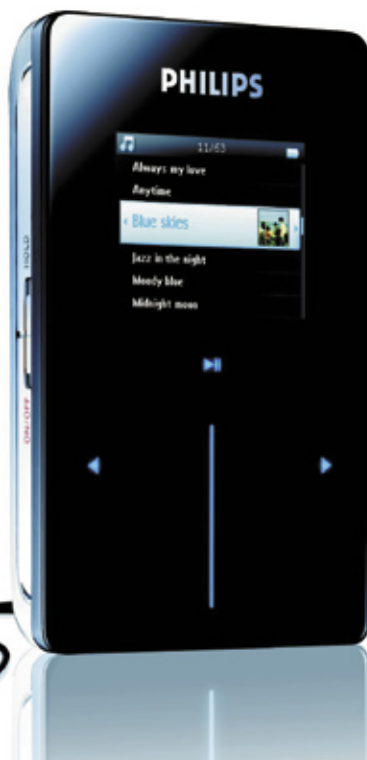 PHILIPS
11/53
Always my love
Anytime
Blue skies
Jazz in the night
Moody blue
Midnight moon
HOLD
ON/OFF